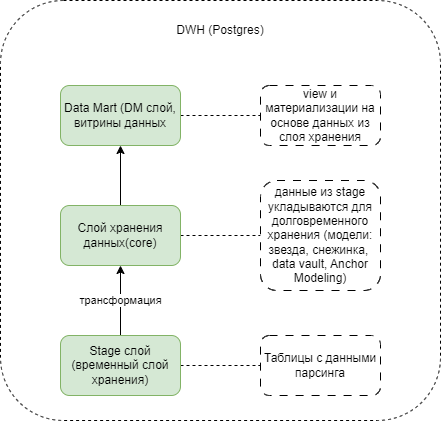 DWH (Postgres)
Data Mart (DM слой,
витрины данных
view и
материализации на
основе данных из
слоя хранения
Слой хранения
данных(core)
данные из stage
укладываются для
долговременного
хранения (модели:
звезда, снежинка,
data vault, Anchor
Modeling)
трансформация
Stage слой
(временный слой
хранения)
Таблицы с данными
парсинга